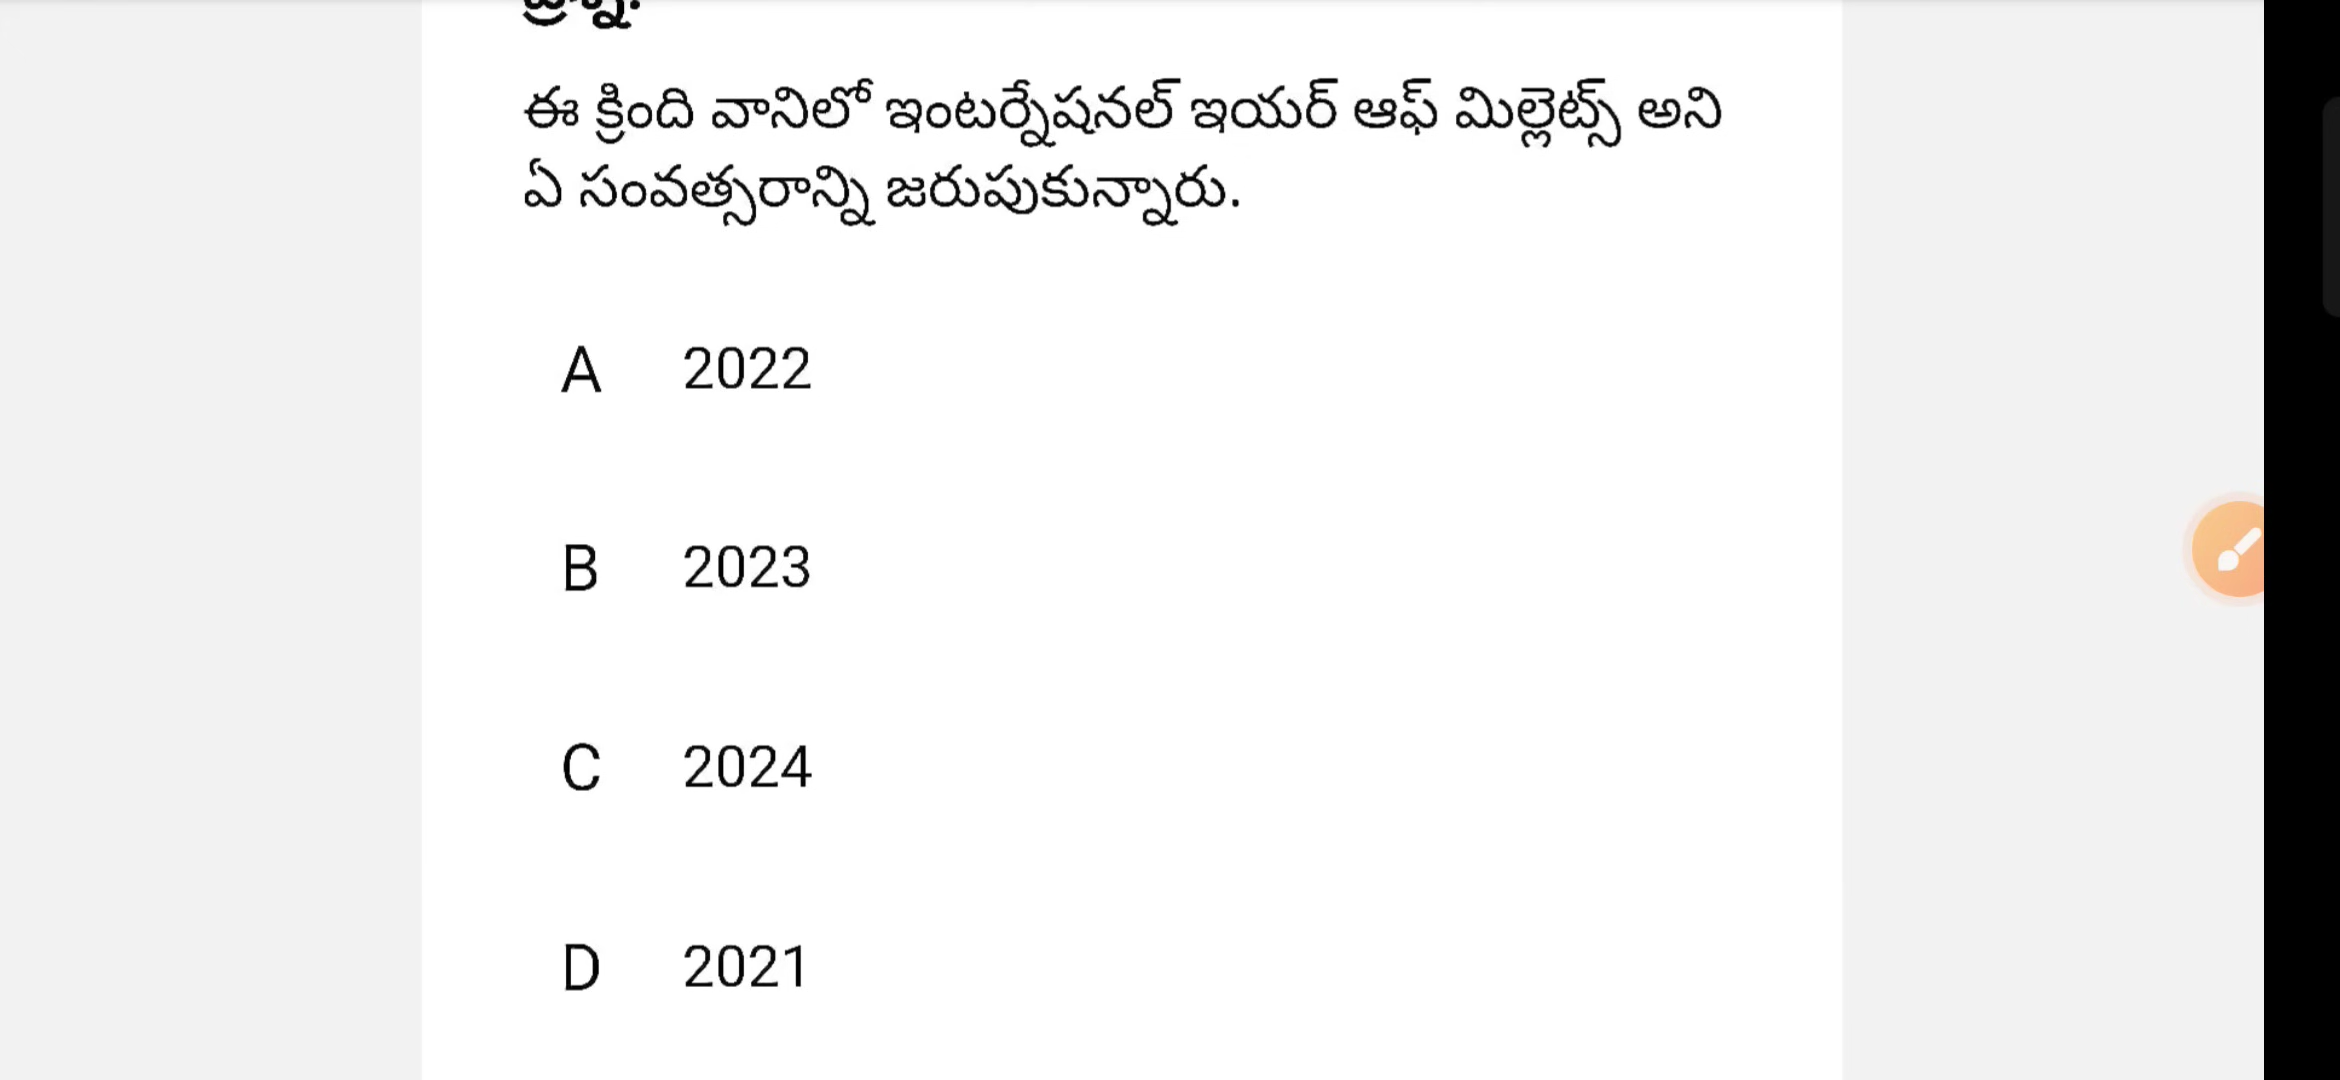 ఈ క్రింది వానిలో ఇంటర్నేషనల్ ఇయర్ ఆఫ్ మిల్లెట్స్ అని
ఏ సంవత్సరాన్ని జరుపుకున్నారు.
A 2022
B 2023
C 2024
D 2021